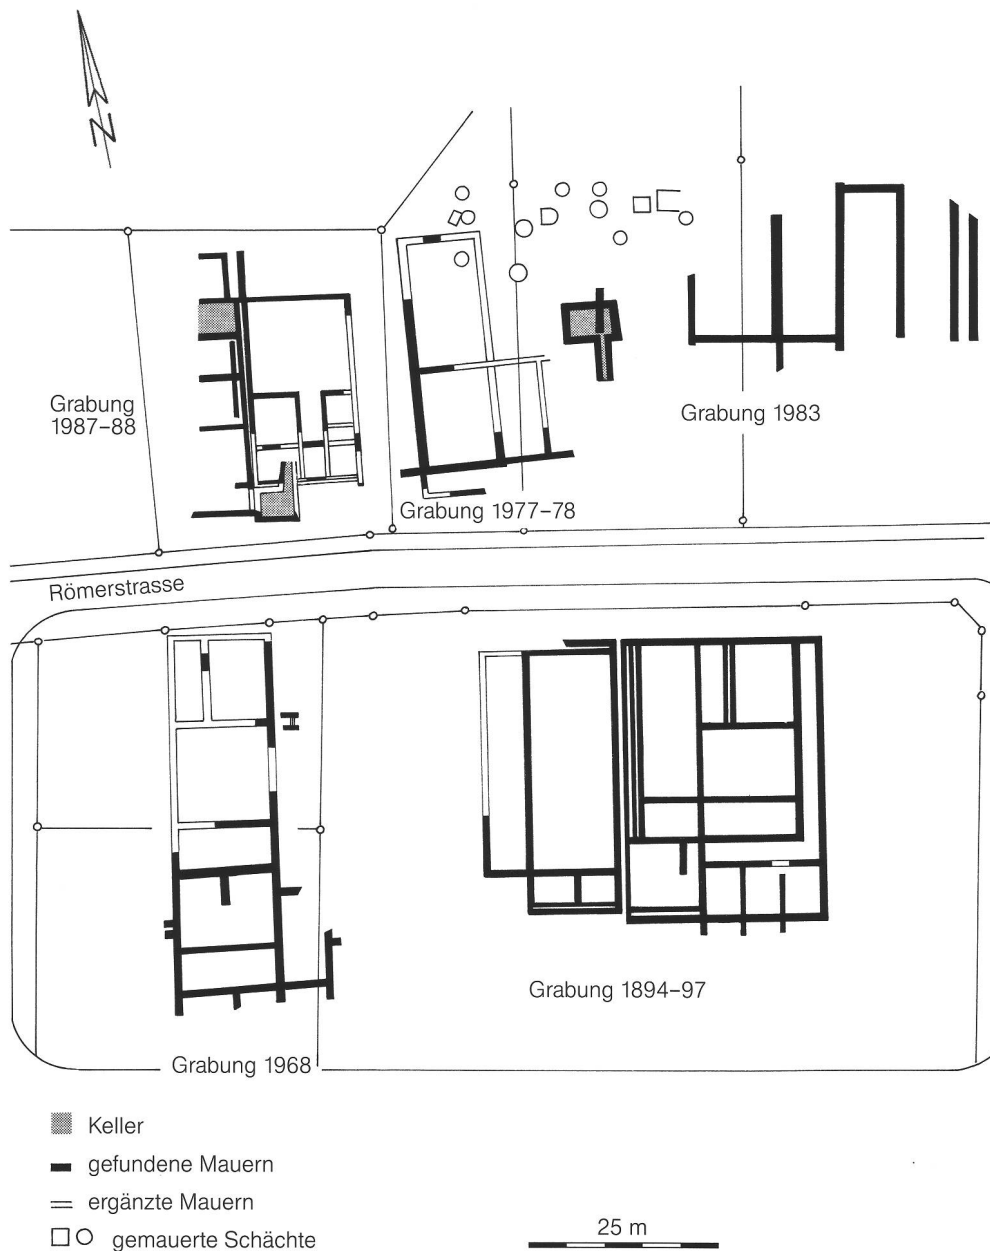 N
Grabung
1987–88
Grabung 1983
Grabung 1977–78
Römerstrasse
Grabung 1894–97
Grabung 1968
Keller
gefundene Mauern
ergänzte Mauern
gemauerte Schächte
25 m